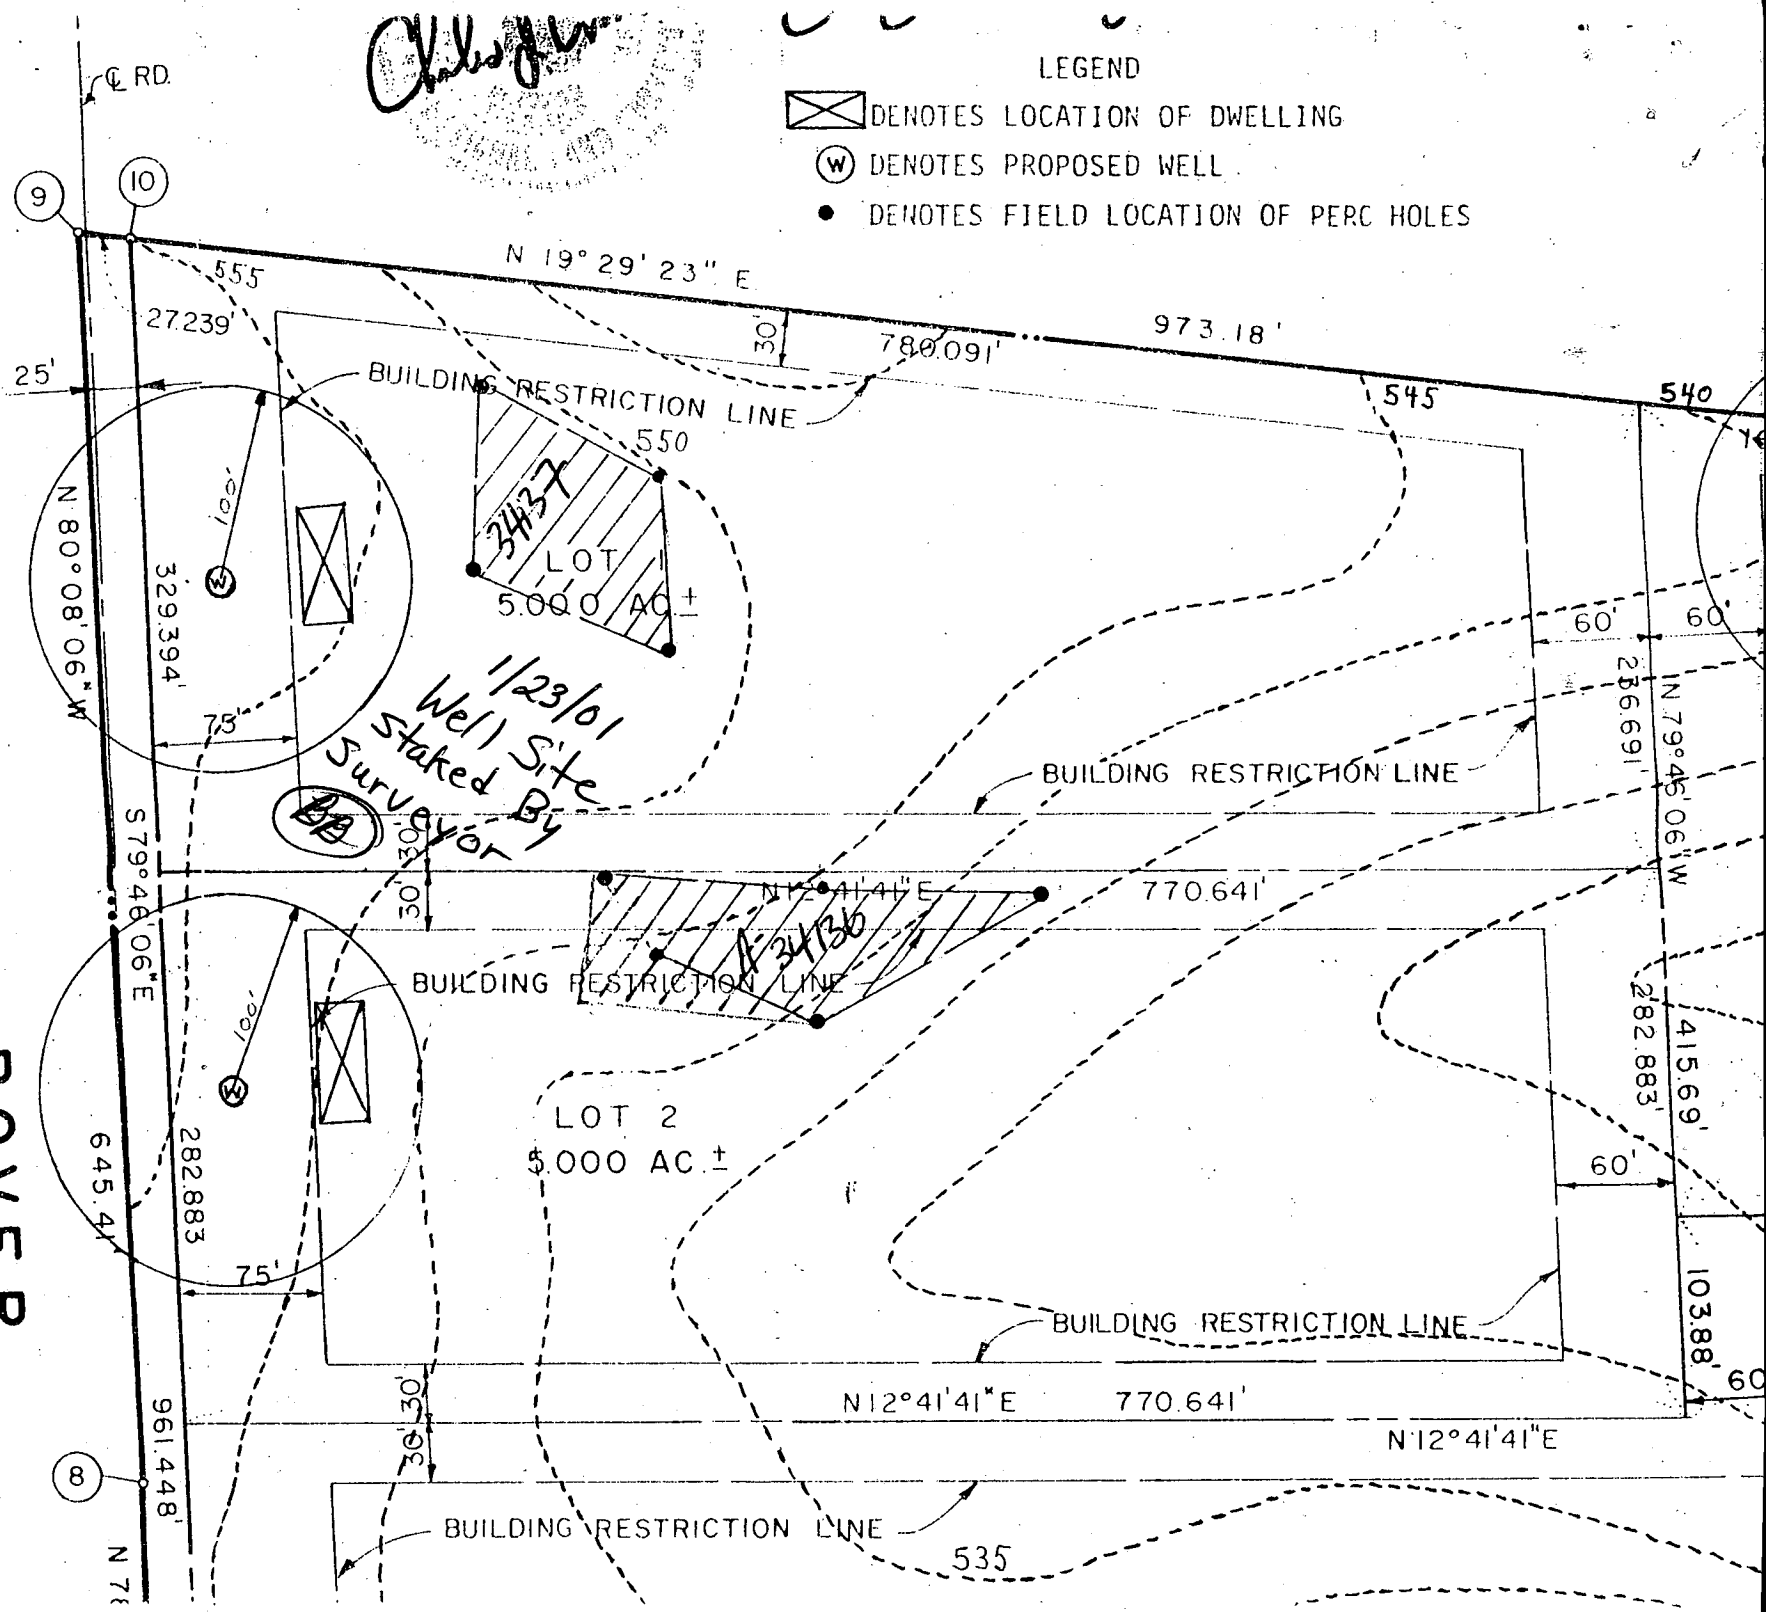 ℄ RD.
LEGEND
DENOTES LOCATION OF DWELLING
W DENOTES PROPOSED WELL
DENOTES FIELD LOCATION OF PERC HOLES
9
10
N 19° 29' 23" E
973.18'
555
27.239'
30'
780.091'
25'
BUILDING RESTRICTION LINE
545
540
550
100'
N 80° 08' 06" W
34137
W
LOT 1
5.000 AC.±
329.394'
60'
60'
236.691'
N 79° 46' 06" W
75'
1/23/01
Well Site
Staked By
Surveyor
BB
BUILDING RESTRICTION LINE
S 79° 46' 06" E
30'
30'
N 12° 41' 41" E
770.641'
A 34136
BUILDING RESTRICTION LINE
100'
W
282.883'
415.69'
LOT 2
5.000 AC.±
645.41'
282.883
60'
75'
103.88'
BUILDING RESTRICTION LINE
60
30'
30'
N 12° 41' 41" E
770.641'
N 12° 41' 41" E
961.448'
8
BUILDING RESTRICTION LINE
535
N 78